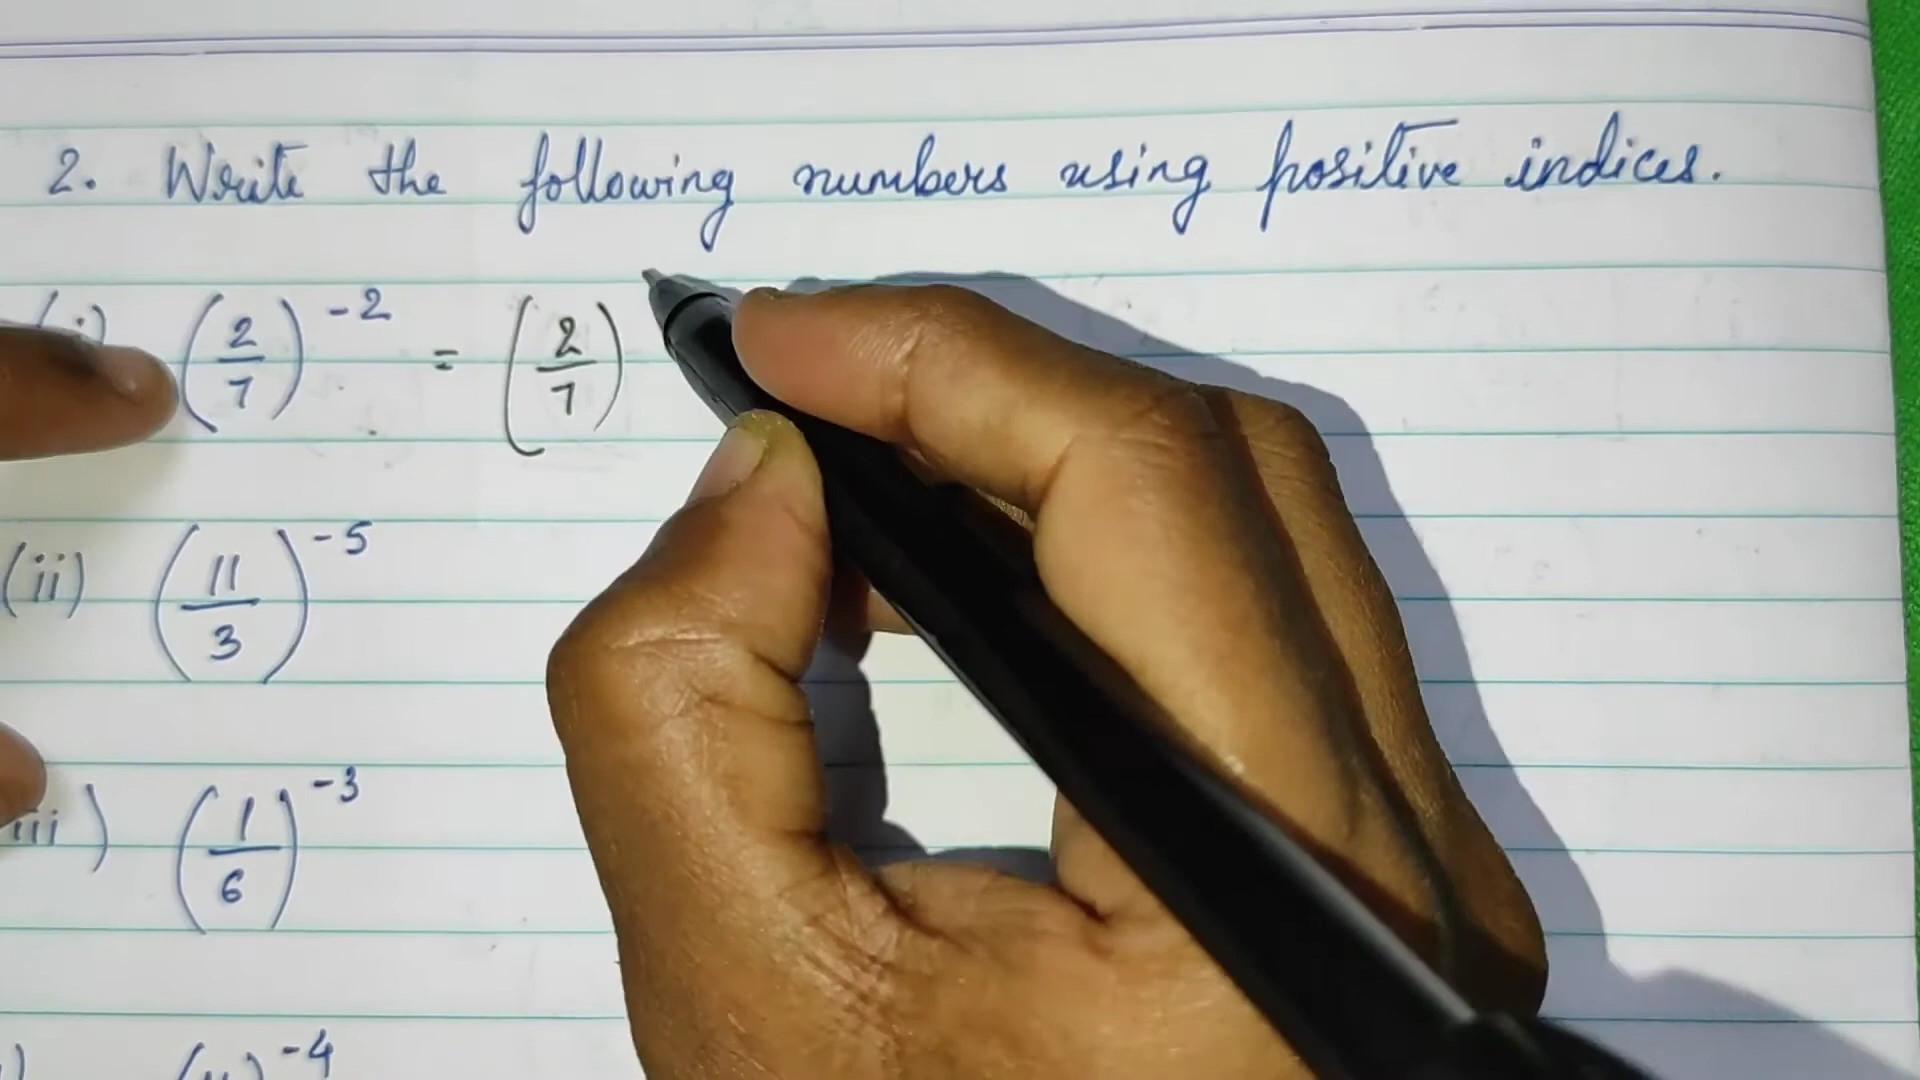 2. Write the following numbers using positive indices.
(i) (2/7)^-2 = (2/7)
(ii) (11/3)^-5
iii) (1/6)^-3
) ( )^-4